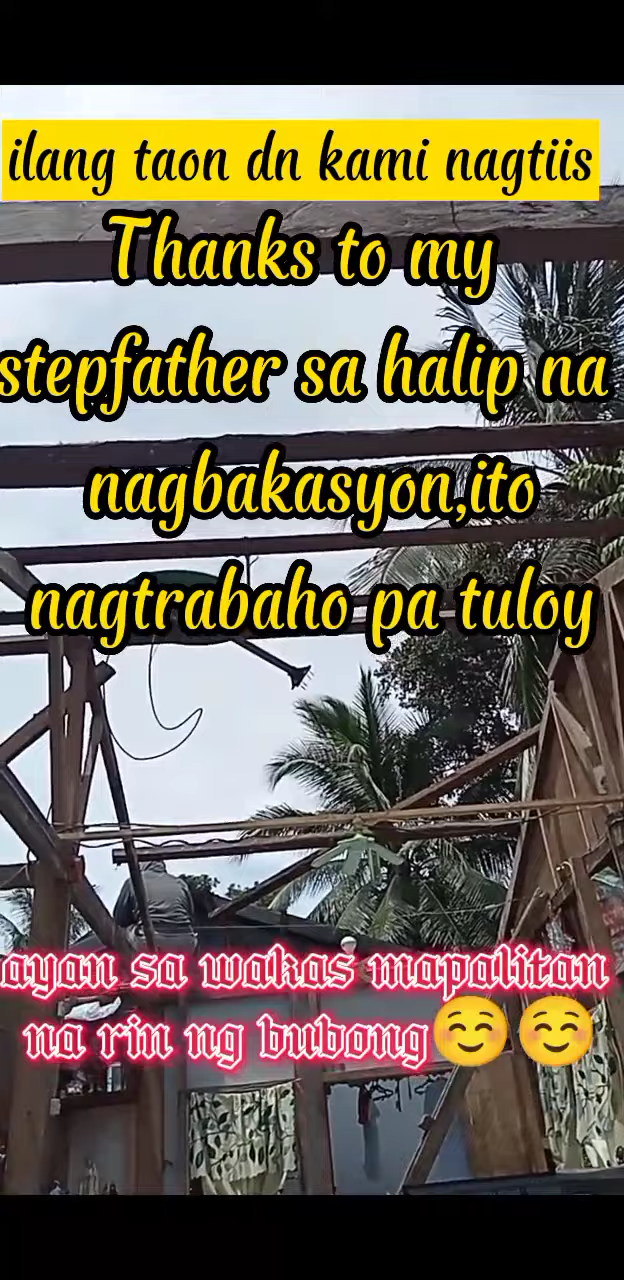 ilang taon dn kami nagtiis
Thanks to my
stepfather sa halip na
nagbakasyon,ito
nagtrabaho pa tuloy
ayan sa wakas mapalitan
na rin ng bubong☺️☺️